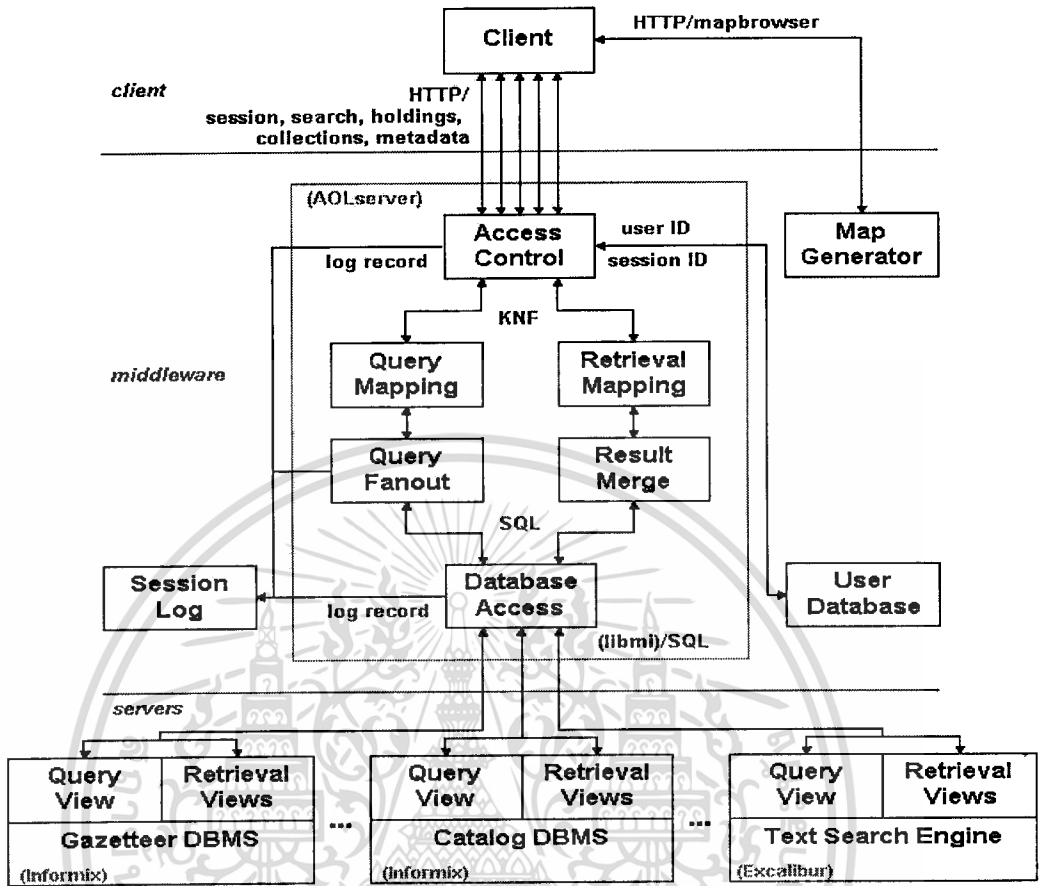 Client
HTTP/mapbrowser
client
HTTP/
session, search, holdings,
collections, metadata
(AOLserver)
Access
Control
user ID
session ID
Map
Generator
log record
KNF
middleware
Query
Mapping
Retrieval
Mapping
Query
Fanout
Result
Merge
SQL
Session
Log
log record
Database
Access
User
Database
(libmi)/SQL
servers
Query
View
Retrieval
Views
Gazetteer DBMS
(Informix)
...
Query
View
Retrieval
Views
Catalog DBMS
(Informix)
...
Query
View
Retrieval
Views
Text Search Engine
(Excalibur)